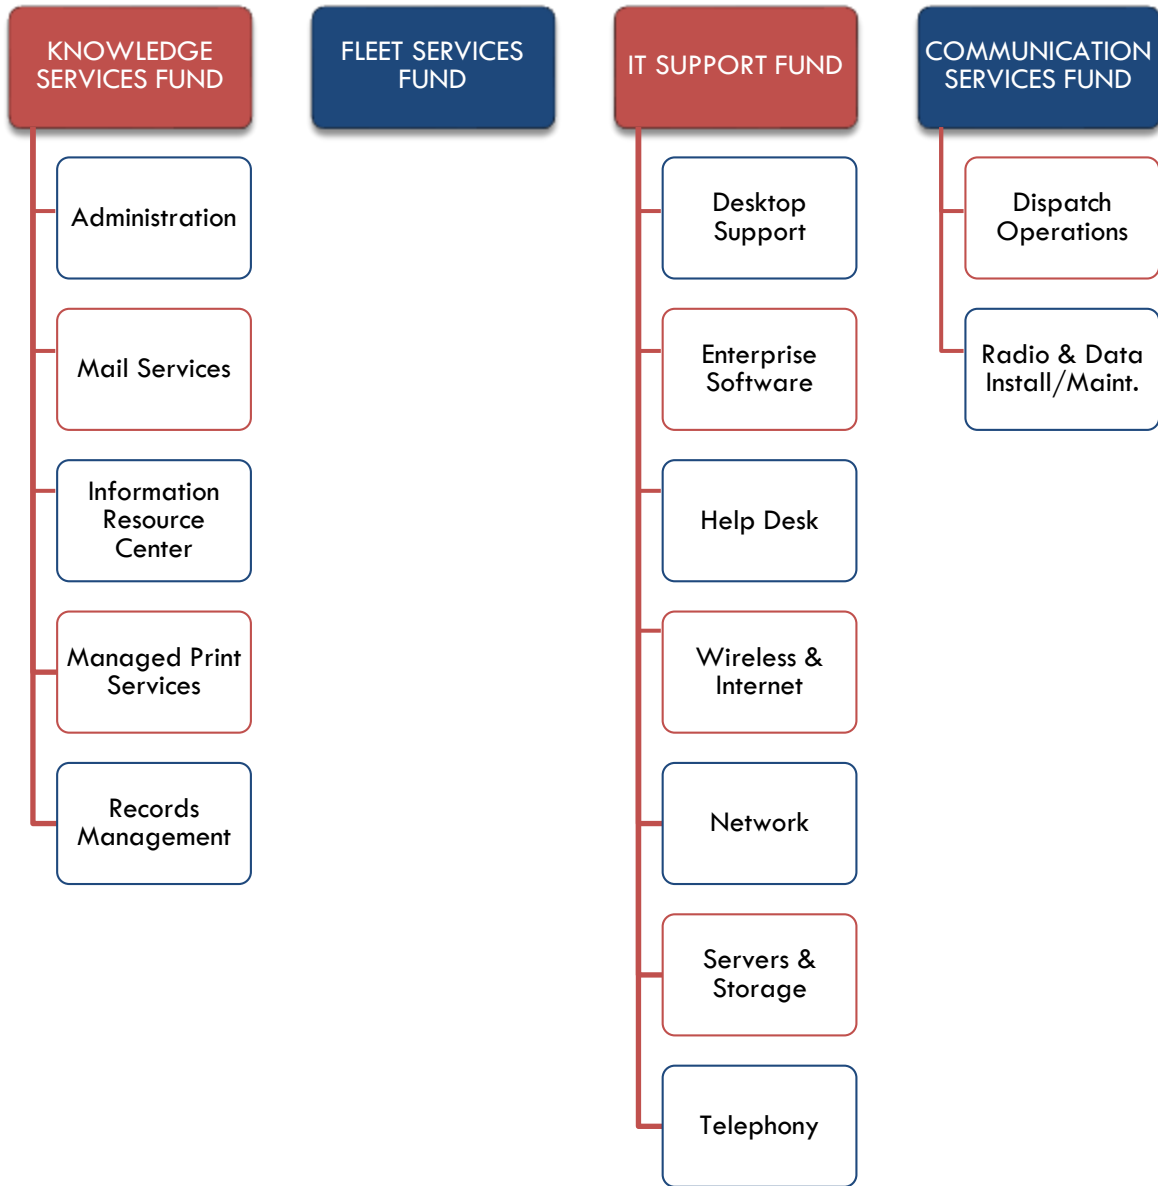 KNOWLEDGE
SERVICES FUND
Administration
Mail Services
Information
Resource
Center
Managed Print
Services
Records
Management
FLEET SERVICES
FUND
IT SUPPORT FUND
Desktop
Support
Enterprise
Software
Help Desk
Wireless &
Internet
Network
Servers &
Storage
Telephony
COMMUNICATION
SERVICES FUND
Dispatch
Operations
Radio & Data
Install/Maint.